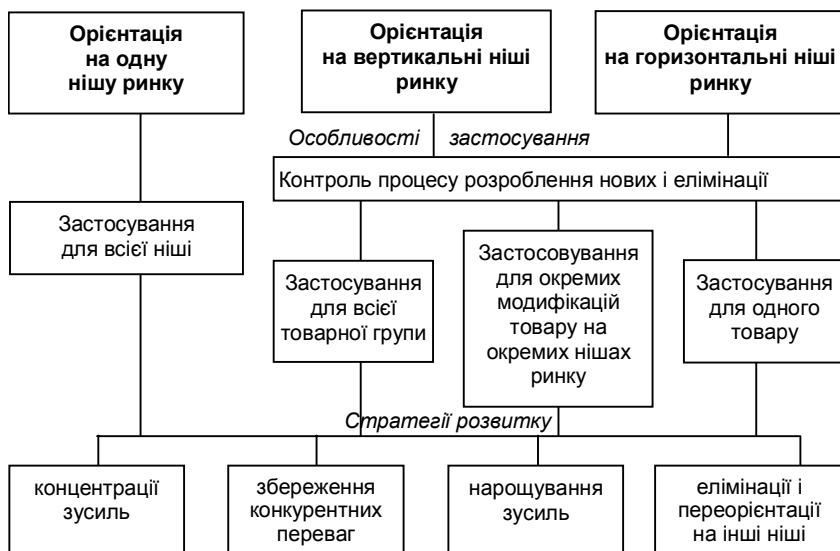 Орієнтація
на одну
нішу ринку
Орієнтація
на вертикальні ніші
ринку
Орієнтація
на горизонтальні ніші
ринку
Особливості застосування
Контроль процесу розроблення нових і елімінації
Застосування
для всієї ніші
Застосування
для всієї
товарної групи
Застосовування
для окремих
модифікацій
товару на
окремих нішах
ринку
Застосування
для одного
товару
Стратегії розвитку
концентрації
зусиль
збереження
конкурентних
переваг
нарощування
зусиль
елімінації і
переорієнтації
на інші ніші